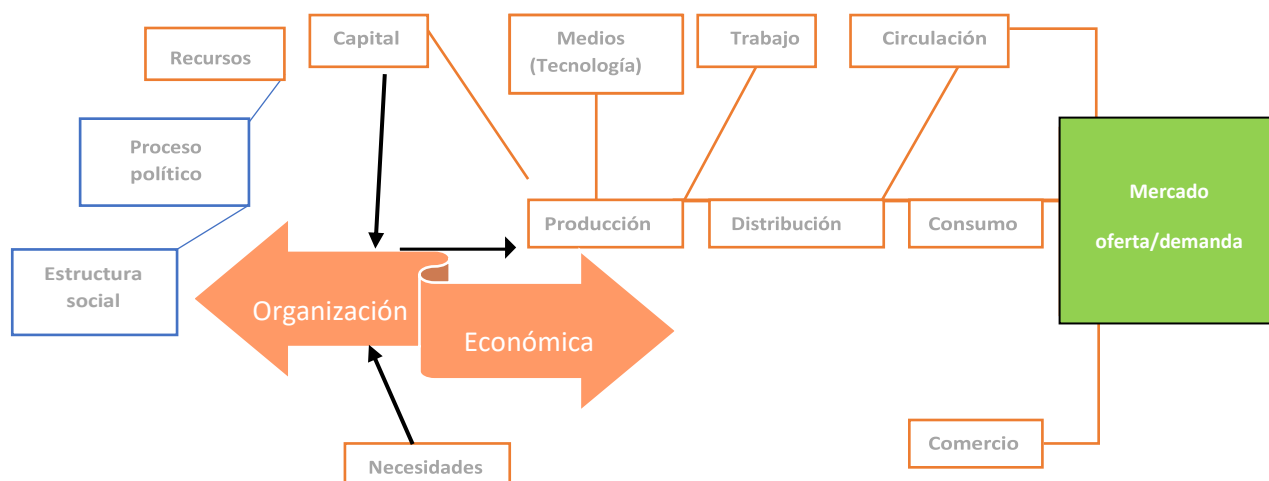 Recursos
Capital
Medios
(Tecnología)
Trabajo
Circulación
Proceso
político
Mercado
oferta/demanda
Producción
Distribución
Consumo
Estructura
social
Organización
Económica
Comercio
Necesidades